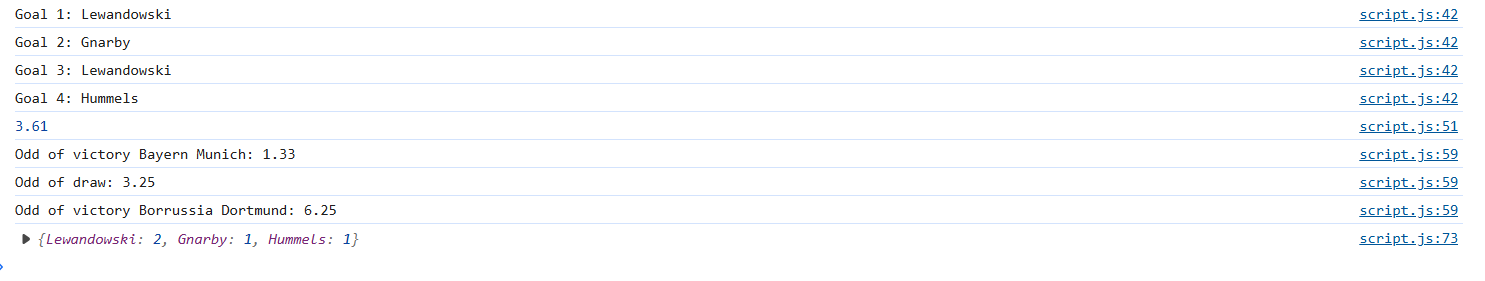 Goal 1: Lewandowski script.js:42
Goal 2: Gnarby script.js:42
Goal 3: Lewandowski script.js:42
Goal 4: Hummels script.js:42
3.61 script.js:51
Odd of victory Bayern Munich: 1.33 script.js:59
Odd of draw: 3.25 script.js:59
Odd of victory Borrussia Dortmund: 6.25 script.js:59
{Lewandowski: 2, Gnarby: 1, Hummels: 1} script.js:73